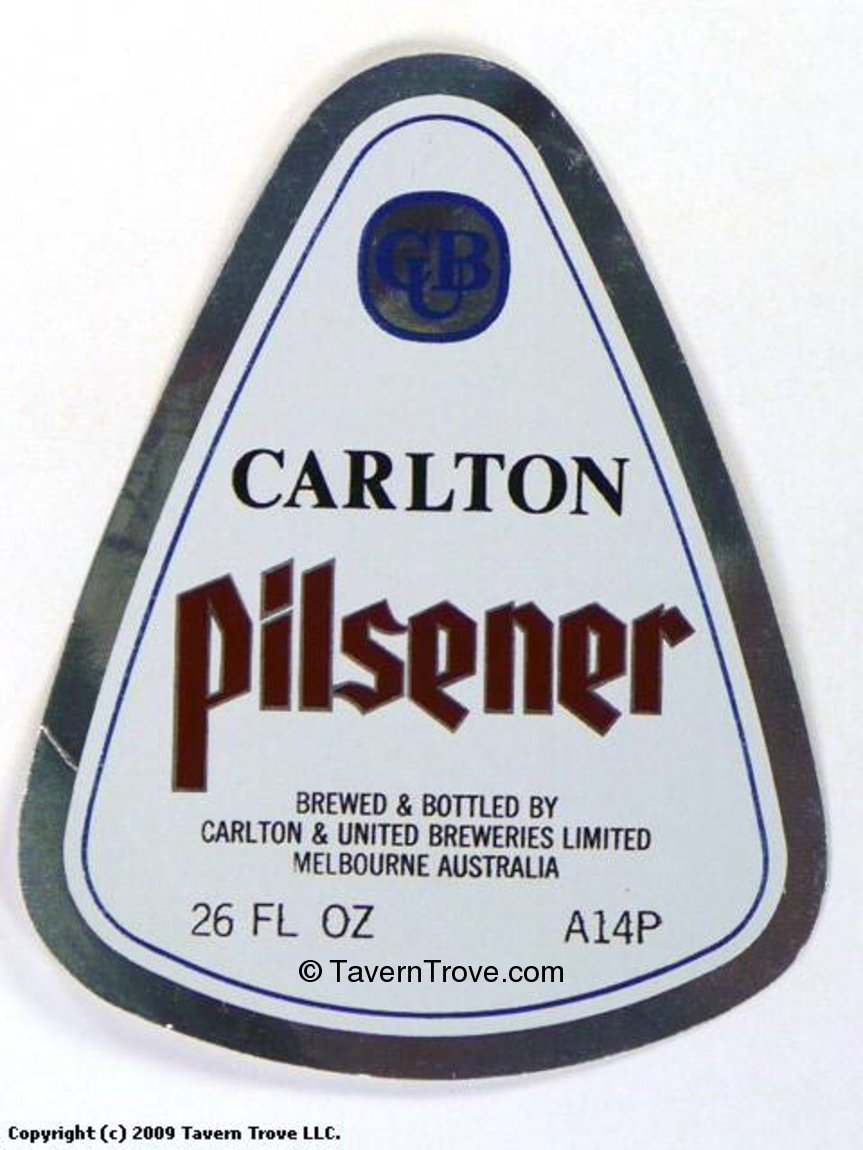 CUB
CARLTON
Pilsener
BREWED & BOTTLED BY
CARLTON & UNITED BREWERIES LIMITED
MELBOURNE AUSTRALIA
26 FL OZ A14P
© TavernTrove.com
Copyright (c) 2009 Tavern Trove LLC.